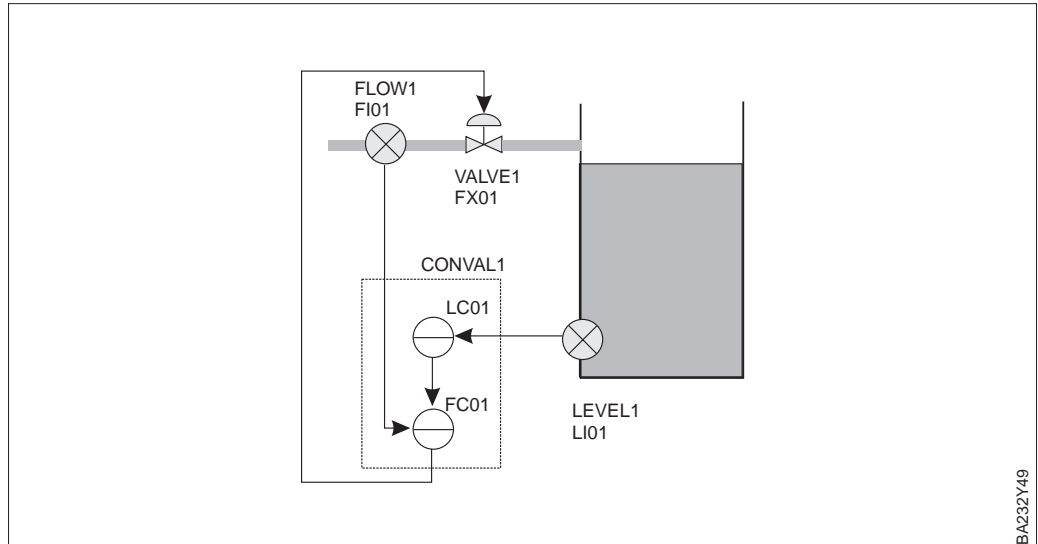 FLOW1
FI01
VALVE1
FX01
CONVAL1
LC01
FC01
LEVEL1
LI01
BA232Y49